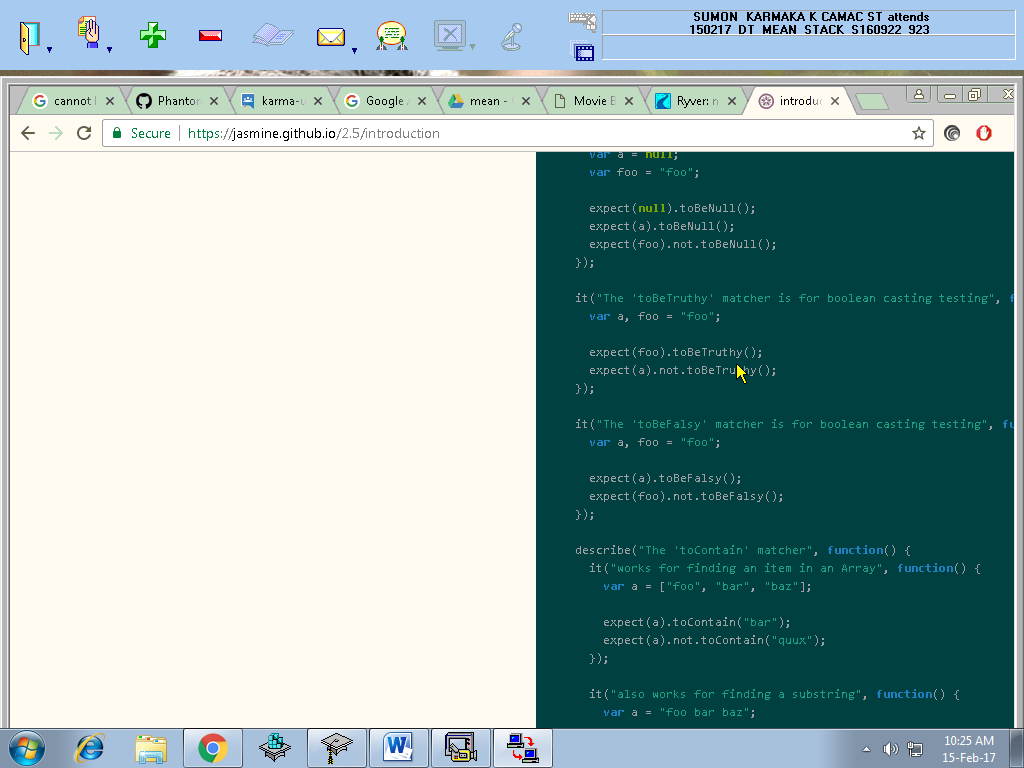 SUMON KARMAKA K CAMAC ST attends
150217 DT MEAN STACK S160922 923
cannot
Phantom
karma-u
Google
mean -
Movie
Ryver: n
introdu
Secure
https://jasmine.github.io/2.5/introduction
var a = null;
var foo = "foo";
expect(null).toBeNull();
expect(a).toBeNull();
expect(foo).not.toBeNull();
});
it("The 'toBeTruthy' matcher is for boolean casting testing", f
var a, foo = "foo";
expect(foo).toBeTruthy();
expect(a).not.toBeTruthy();
});
it("The 'toBeFalsy' matcher is for boolean casting testing", fu
var a, foo = "foo";
expect(a).toBeFalsy();
expect(foo).not.toBeFalsy();
});
describe("The 'toContain' matcher", function() {
it("works for finding an item in an Array", function() {
var a = ["foo", "bar", "baz"];
expect(a).toContain("bar");
expect(a).not.toContain("quux");
});
it("also works for finding a substring", function() {
var a = "foo bar baz";
10:25 AM
15-Feb-17